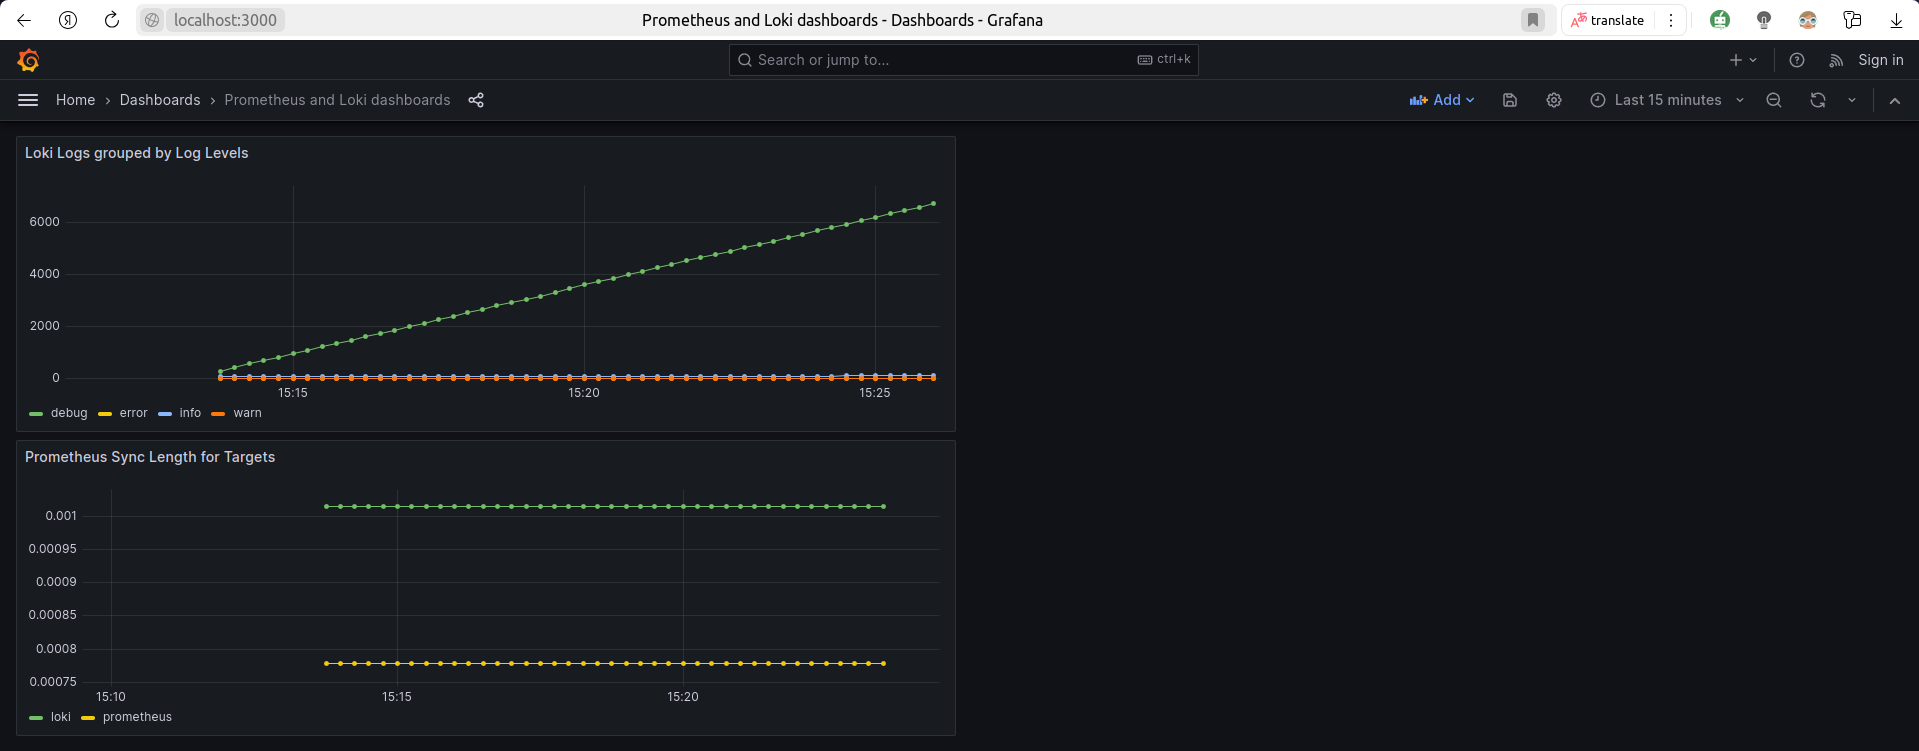 localhost:3000 Prometheus and Loki dashboards - Dashboards - Grafana translate
Search or jump to... ctrl+k Sign in
Home › Dashboards › Prometheus and Loki dashboards Add Last 15 minutes
Loki Logs grouped by Log Levels
6000
4000
2000
0
15:15 15:20 15:25
debug error info warn
Prometheus Sync Length for Targets
0.001
0.00095
0.0009
0.00085
0.0008
0.00075
15:10 15:15 15:20
loki prometheus